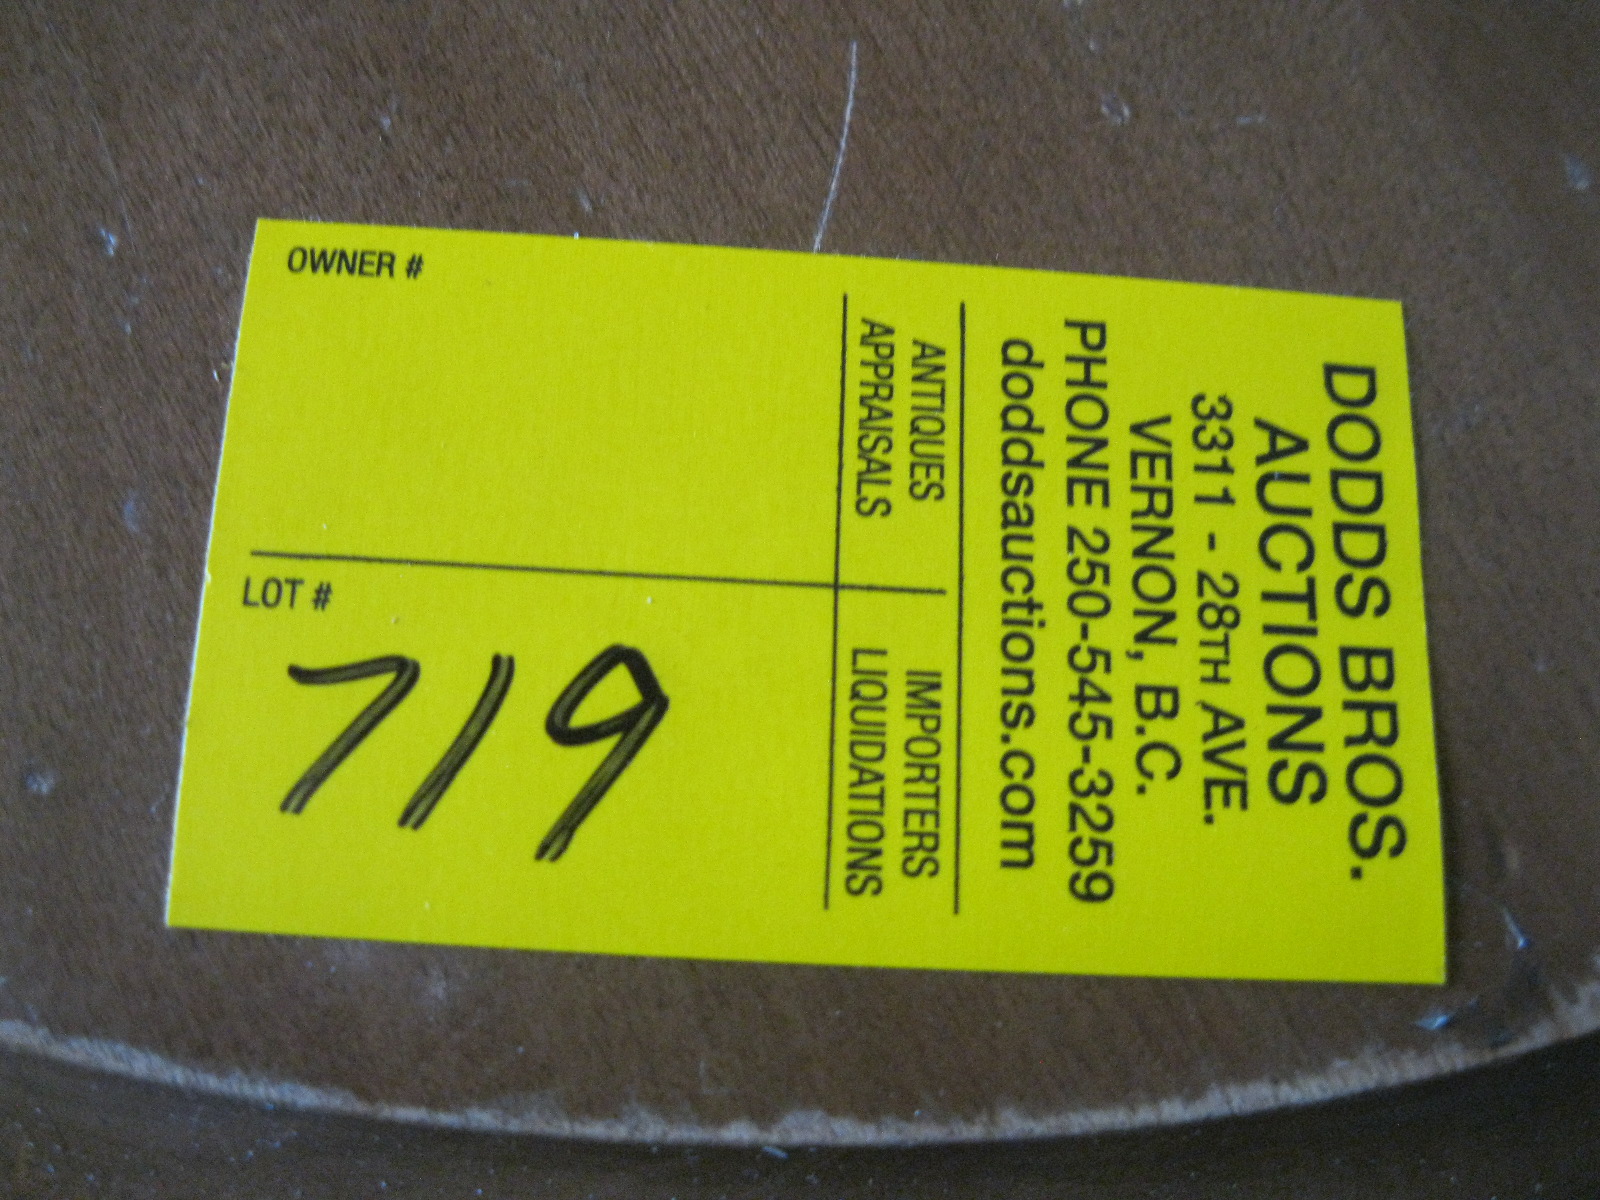 DODDS BROS.
AUCTIONS
3311 - 28TH AVE.
VERNON, B.C.
PHONE 250-545-3259
doddsauctions.com
ANTIQUES IMPORTERS
APPRAISALS LIQUIDATIONS
OWNER #
LOT #
719